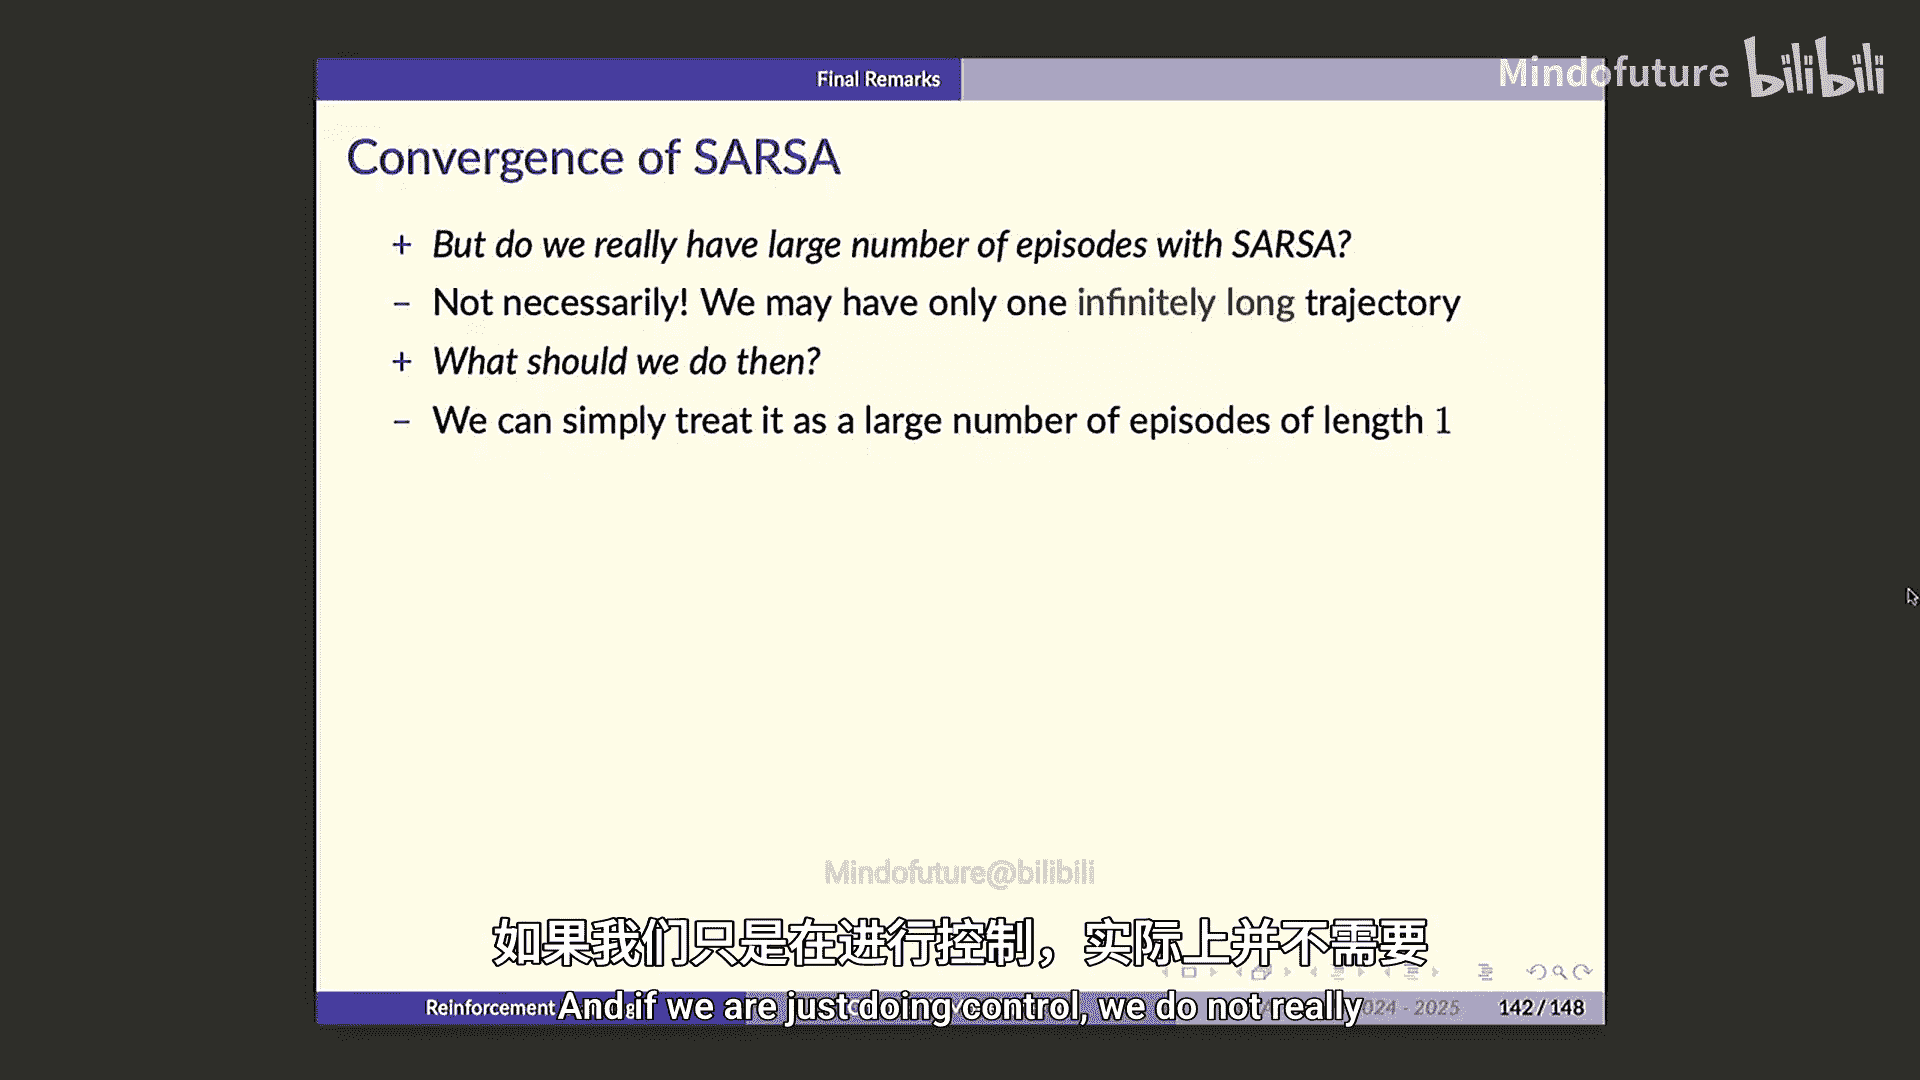 Final Remarks
Mindofuture bilibili
Convergence of SARSA
+ But do we really have large number of episodes with SARSA?
– Not necessarily! We may have only one infinitely long trajectory
+ What should we do then?
– We can simply treat it as a large number of episodes of length 1
Mindofuture@bilibili
如果我们只是在进行控制，实际上并不需要
And if we are just doing control, we do not really
Reinforcement
2024 - 2025
142 / 148